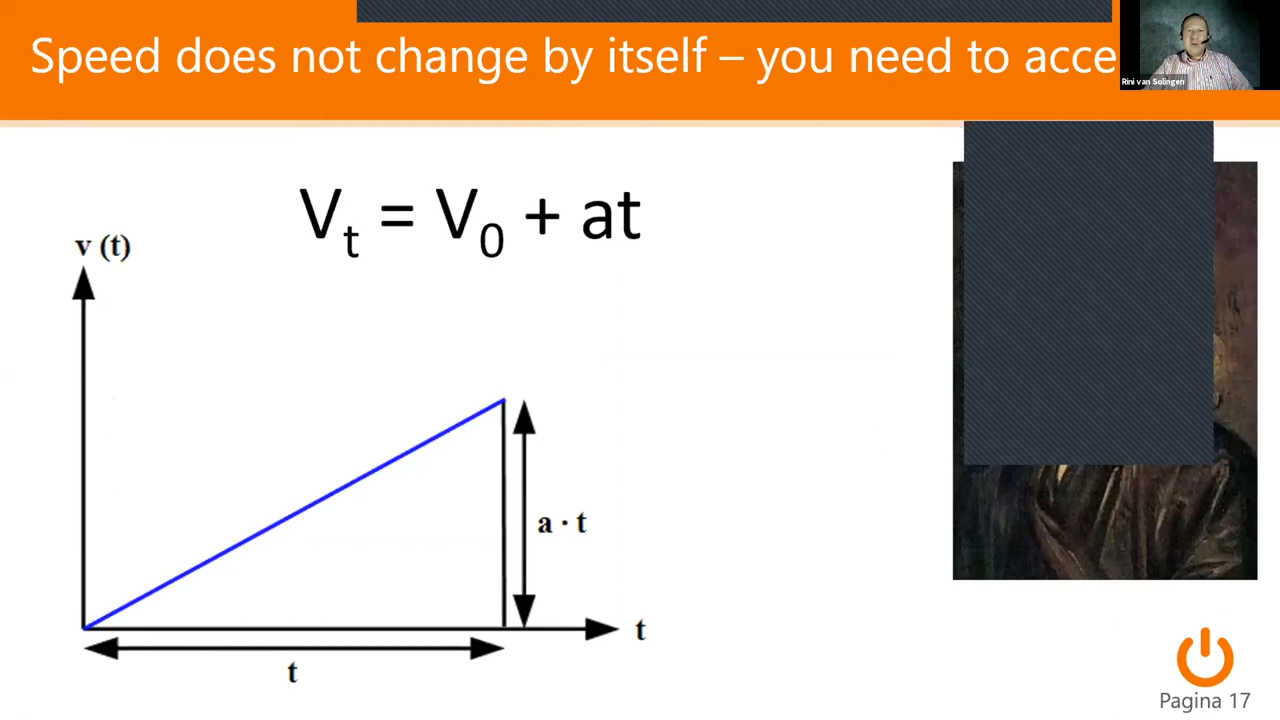 Speed does not change by itself – you need to acce
Rini van Solingen
Vt = V0 + at
v (t)
a · t
t
t
Pagina 17